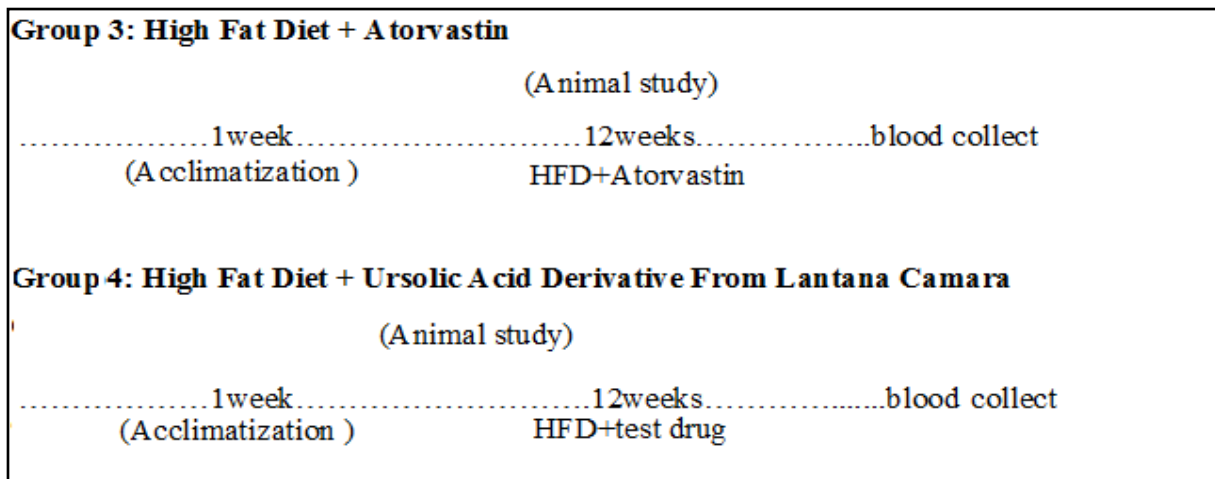 Group 3: High Fat Diet + Atorvastin
(Animal study)
………………1week……………………………12weeks………………..blood collect
(Acclimatization )
HFD+Atorvastin
Group 4: High Fat Diet + Ursolic Acid Derivative From Lantana Camara
(Animal study)
………………1week……………………………12weeks………….......blood collect
(Acclimatization )
HFD+test drug